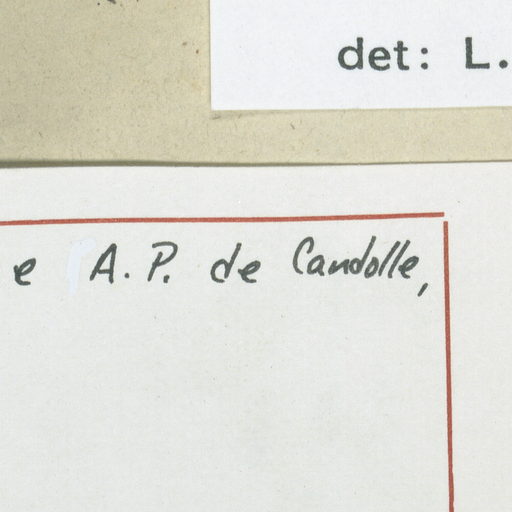 det: L.
e A. P. de Candolle,